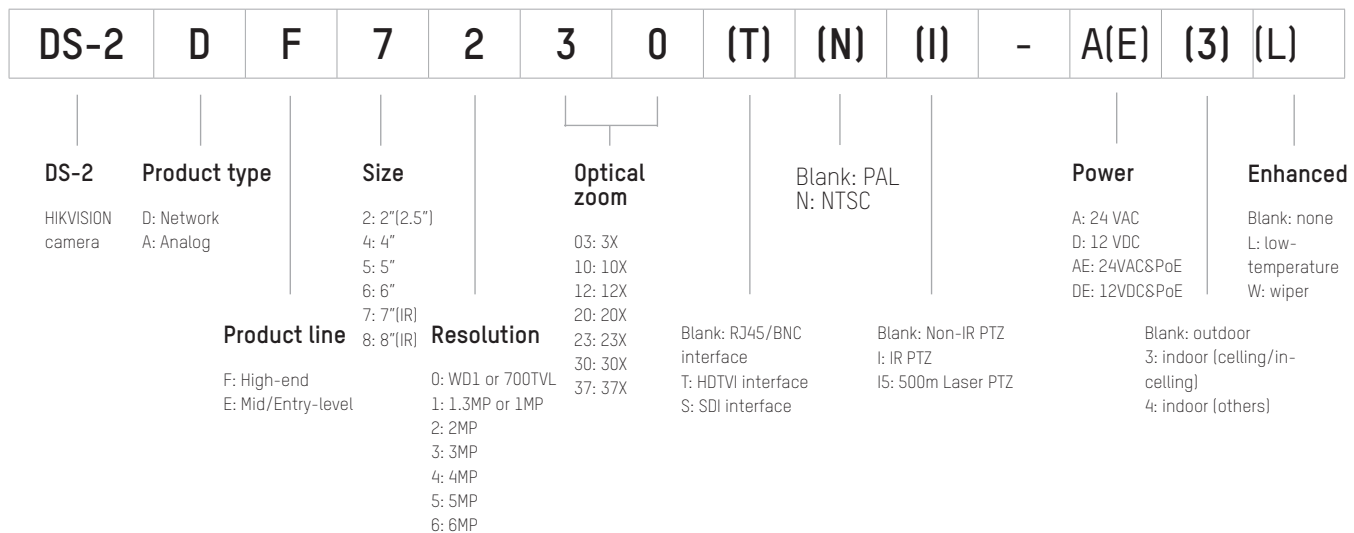 DS-2 D F 7 2 3 0 (T) (N) (I) - A(E) (3) (L)
DS-2
HIKVISION
camera
Product type
D: Network
A: Analog
Product line
F: High-end
E: Mid/Entry-level
Size
2: 2"(2.5")
4: 4"
5: 5"
6: 6"
7: 7"(IR)
8: 8"(IR)
Resolution
0: WD1 or 700TVL
1: 1.3MP or 1MP
2: 2MP
3: 3MP
4: 4MP
5: 5MP
6: 6MP
Optical
zoom
03: 3X
10: 10X
12: 12X
20: 20X
23: 23X
30: 30X
37: 37X
Blank: RJ45/BNC
interface
T: HDTVI interface
S: SDI interface
Blank: PAL
N: NTSC
Blank: Non-IR PTZ
I: IR PTZ
I5: 500m Laser PTZ
Power
A: 24 VAC
D: 12 VDC
AE: 24VAC&PoE
DE: 12VDC&PoE
Blank: outdoor
3: indoor (celling/in-
celling)
4: indoor (others)
Enhanced
Blank: none
L: low-
temperature
W: wiper